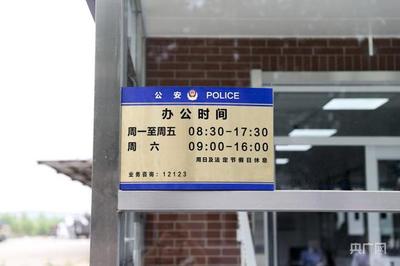 公 安 POLICE
办公时间
周一至周五 08:30-17:30
周 六 09:00-16:00
周日及法定节假日休息
业务咨询：12123
央广网